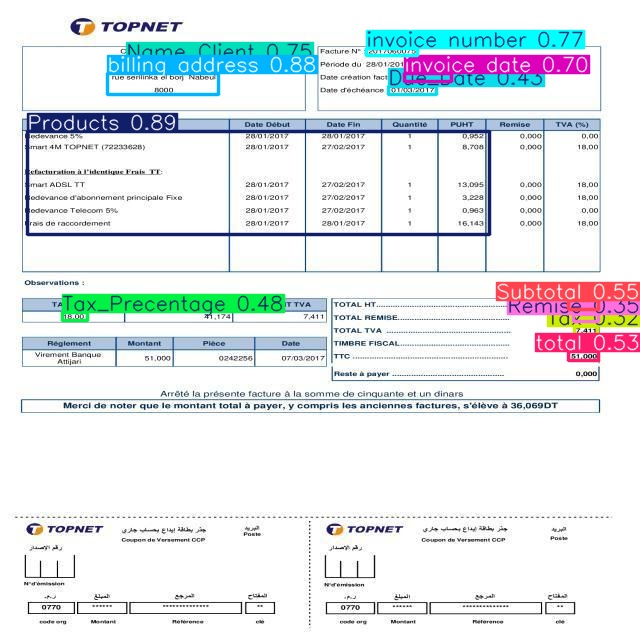 TOPNET
Name_Client 0.75
invoice number 0.77
Facture N° : 2017060075
billing address 0.88
Période du 28/01/201
invoice date 0.70
rue serilinka el borj Nabeul
Date création fact
Due_Date 0.43
8000
Date d'échéance 01/03/2017
Products 0.89
Date Début Date Fin Quantité PUHT Remise TVA (%)
Redevance 5% 28/01/2017 28/01/2017 1 0,952 0,000 0,00
Smart 4M TOPNET (72233628) 28/01/2017 27/02/2017 1 8,708 0,000 18,00
Refacturation à l'identique Frais TT:
Smart ADSL TT 28/01/2017 27/02/2017 1 13,095 0,000 18,00
Redevance d'abonnement principale Fixe 28/01/2017 27/02/2017 1 3,228 0,000 18,00
Redevance Telecom 5% 28/01/2017 27/02/2017 1 0,963 0,000 0,00
Frais de raccordement 28/01/2017 28/01/2017 1 16,143 0,000 18,00
Observations :
Subtotal 0.55
TA
Tax_Precentage 0.48
T TVA
TOTAL HT
Remise 0.35
18,00 41,174 7,411
TOTAL REMISE
Tax 0.32
TOTAL TVA 7,411
Réglement Montant Pièce Date
TIMBRE FISCAL
total 0.53
Virement Banque Attijari 51,000 0242256 07/03/2017
TTC 51,000
Reste à payer 0,000
Arrêté la présente facture à la somme de cinquante et un dinars
Merci de noter que le montant total à payer, y compris les anciennes factures, s'élève à 36,069DT
TOPNET جذر بطاقة إيداع بحساب جاري البريد
Coupon de Versement CCP Poste
رقم الإصدار
N°d'émission
ر.م. المبلغ المرجع المفتاح
0770 ****** ************** **
code org Montant Référence clé
TOPNET جذر بطاقة إيداع بحساب جاري البريد
Coupon de Versement CCP Poste
رقم الإصدار
N°d'émission
ر.م. المبلغ المرجع المفتاح
0770 ****** ************** **
code org Montant Référence clé